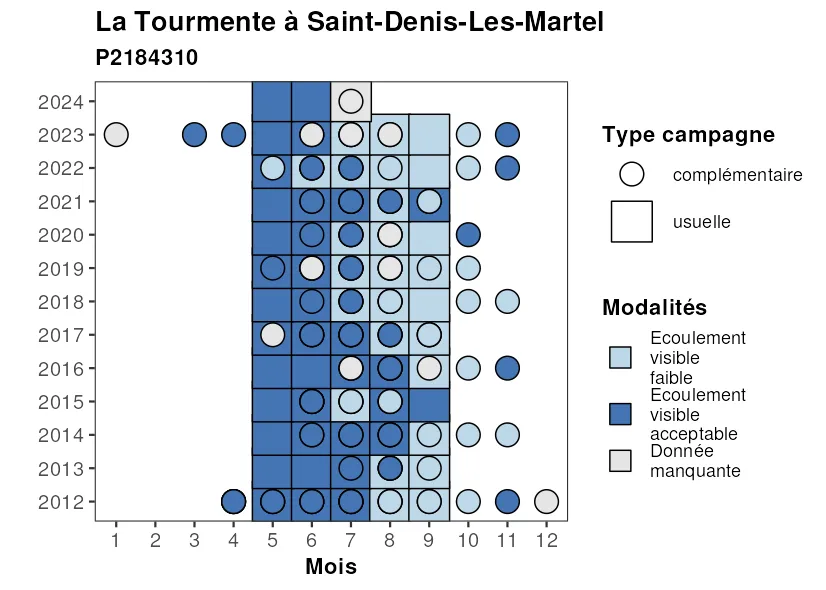 La Tourmente à Saint-Denis-Les-Martel
P2184310
2024
2023
2022
2021
2020
2019
2018
2017
2016
2015
2014
2013
2012
1 2 3 4 5 6 7 8 9 10 11 12
Mois
Type campagne
complémentaire
usuelle
Modalités
Ecoulement
visible
faible
Ecoulement
visible
acceptable
Donnée
manquante